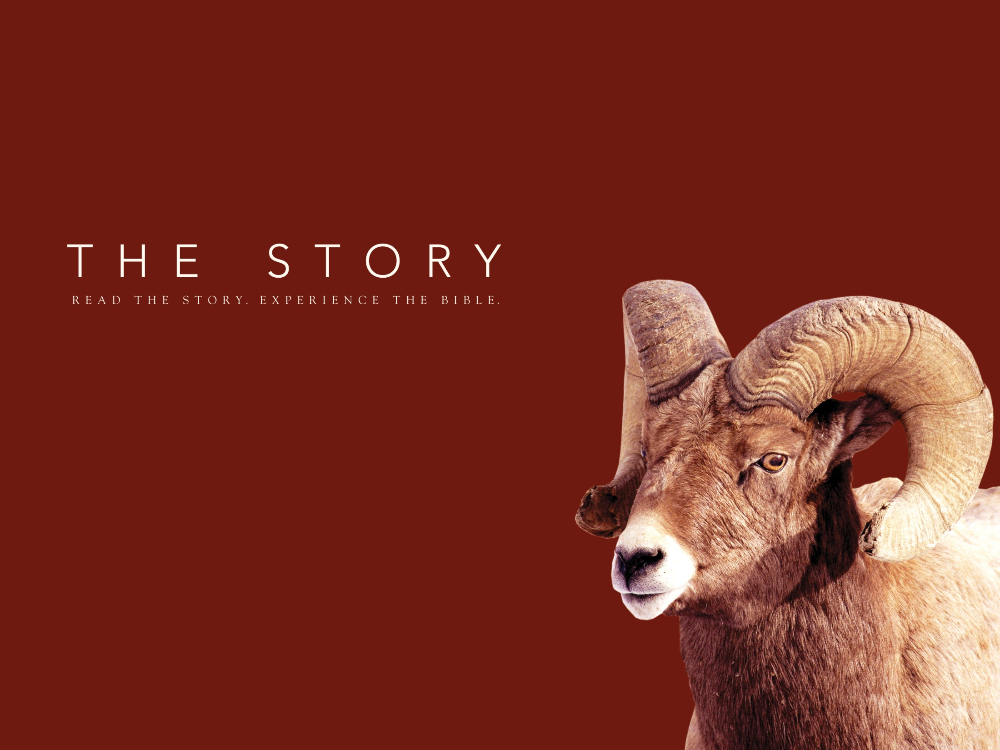 THE STORY
READ THE STORY. EXPERIENCE THE BIBLE.